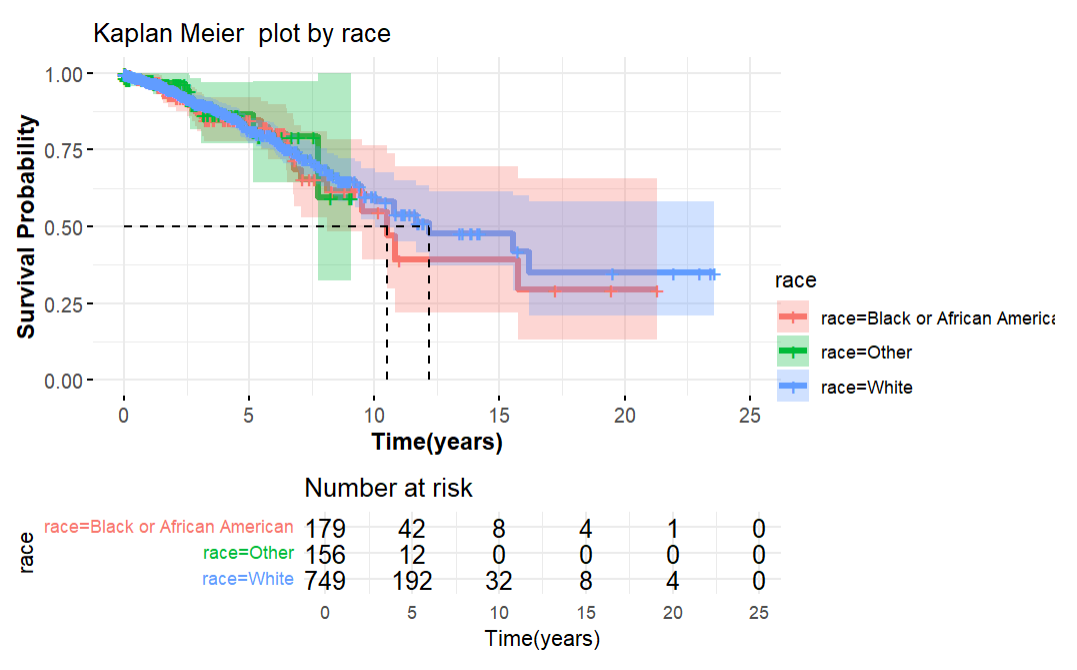 Kaplan Meier  plot by race
Survival Probability
1.00
0.75
0.50
0.25
0.00
0 5 10 15 20 25
Time(years)
race
race=Black or African America
race=Other
race=White
Number at risk
race
race=Black or African American 179 42 8 4 1 0
race=Other 156 12 0 0 0 0
race=White 749 192 32 8 4 0
0 5 10 15 20 25
Time(years)